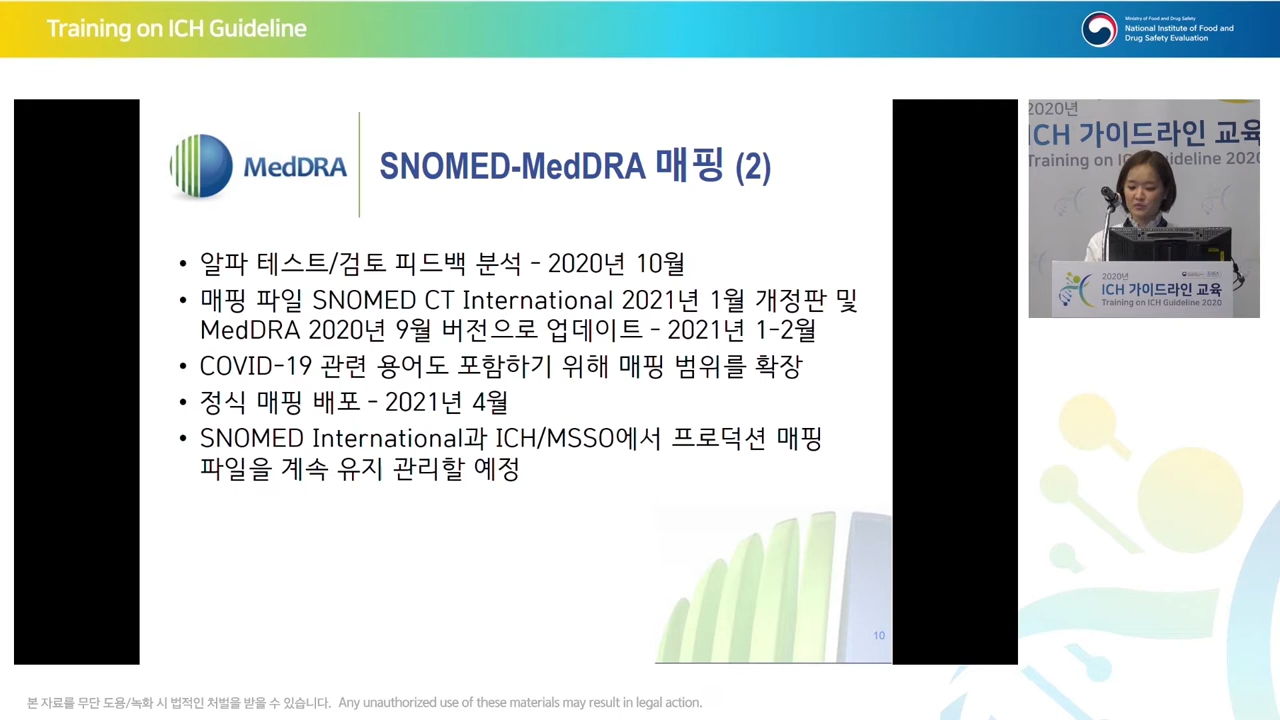 Training on ICH Guideline
Ministry of Food and Drug Safety
National Institute of Food and
Drug Safety Evaluation
MedDRA
SNOMED-MedDRA 매핑 (2)
• 알파 테스트/검토 피드백 분석 – 2020년 10월
• 매핑 파일 SNOMED CT International 2021년 1월 개정판 및
MedDRA 2020년 9월 버전으로 업데이트 – 2021년 1-2월
• COVID-19 관련 용어도 포함하기 위해 매핑 범위를 확장
• 정식 매핑 배포 – 2021년 4월
• SNOMED International과 ICH/MSSO에서 프로덕션 매핑
파일을 계속 유지 관리할 예정
10
2020년
ICH 가이드라인 교육
Training on ICH Guideline 2020
2020년
ICH 가이드라인 교육
Training on ICH Guideline 2020
본 자료를 무단 도용/녹화 시 법적인 처벌을 받을 수 있습니다. Any unauthorized use of these materials may result in legal action.